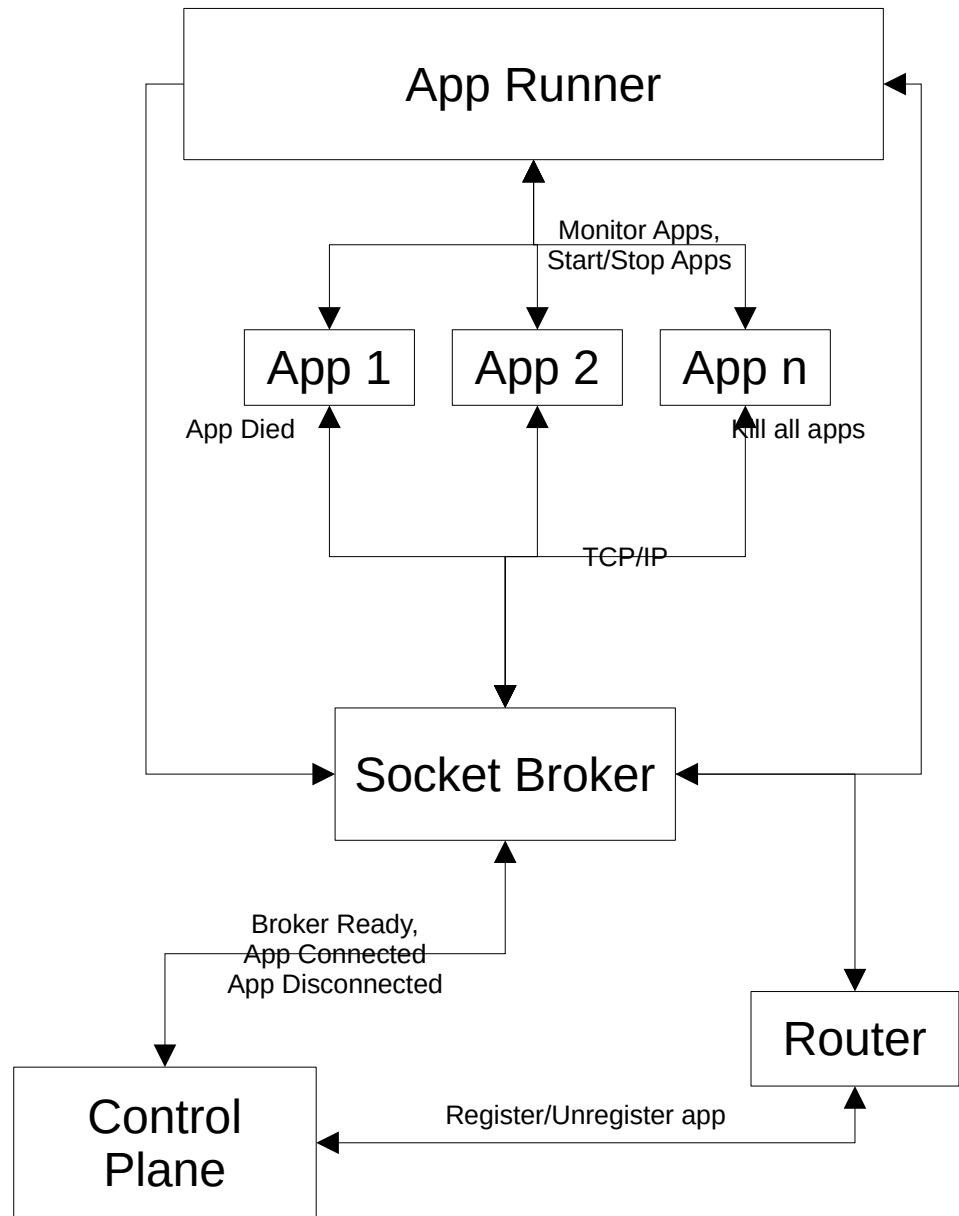 App Runner
Monitor Apps,
Start/Stop Apps
App 1
App 2
App n
App Died
Kill all apps
TCP/IP
Socket Broker
Broker Ready,
App Connected
App Disconnected
Router
Control
Plane
Register/Unregister app